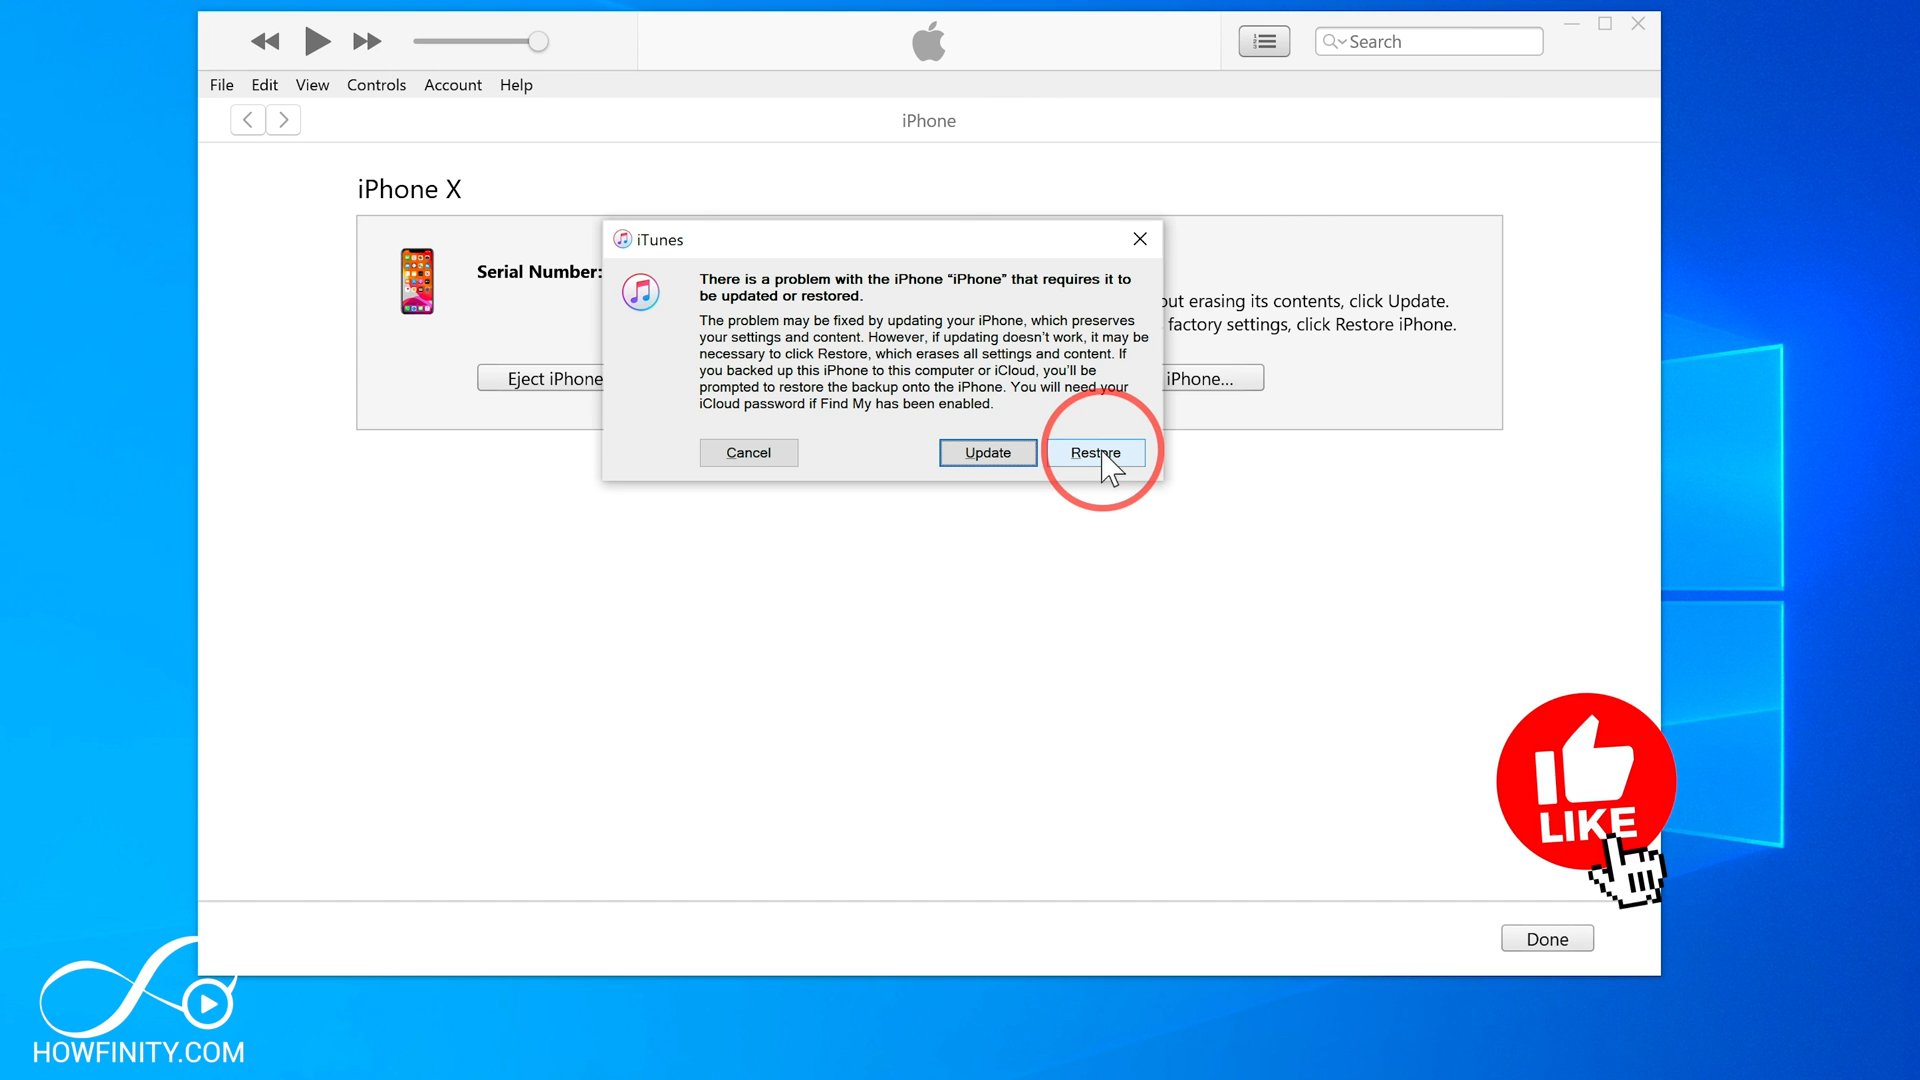 Search
File Edit View Controls Account Help
iPhone
iPhone X
iTunes
Serial Number:
There is a problem with the iPhone “iPhone” that requires it to
be updated or restored.
The problem may be fixed by updating your iPhone, which preserves
your settings and content. However, if updating doesn’t work, it may be
necessary to click Restore, which erases all settings and content. If
you backed up this iPhone to this computer or iCloud, you’ll be
prompted to restore the backup onto the iPhone. You will need your
iCloud password if Find My has been enabled.
out erasing its contents, click Update.
factory settings, click Restore iPhone.
Eject iPhone
iPhone...
Cancel Update Restore
LIKE
Done
HOWFINITY.COM